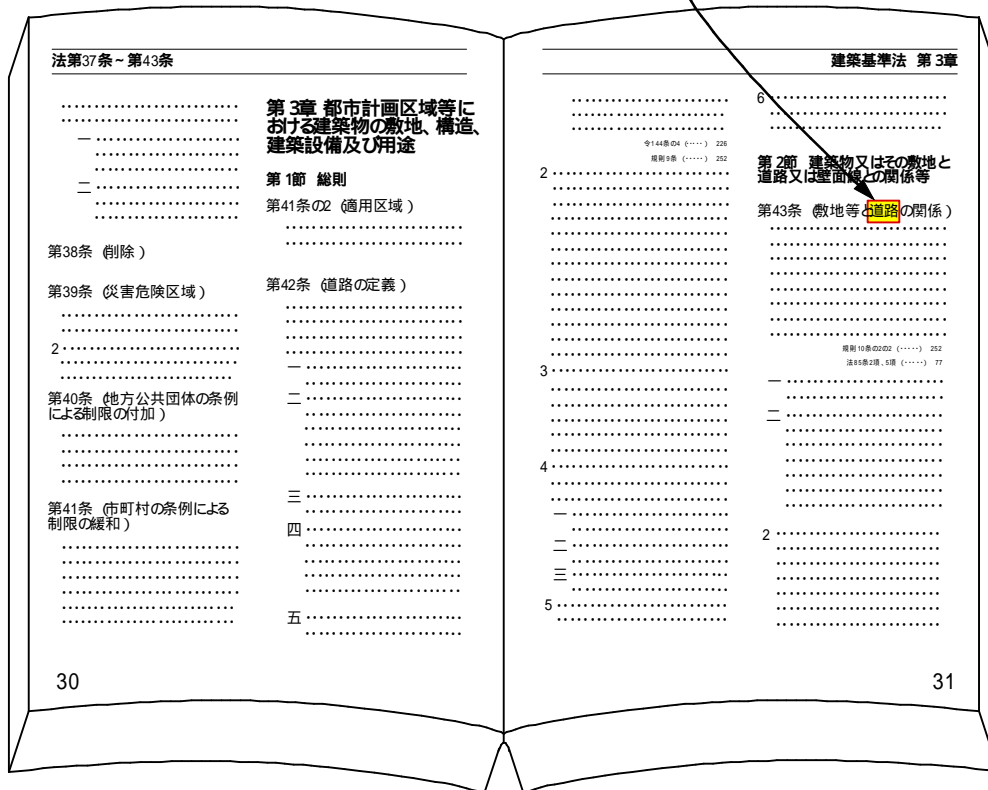 法第37条～第43条
……………………
……………………
一……………………
……………………
二……………………
……………………
……………………
第38条（削除）
第39条（災害危険区域）
……………………
……………………
2……………………
……………………
……………………
第40条（地方公共団体の条例
による制限の付加）
……………………
……………………
……………………
……………………
第41条（市町村の条例による
制限の緩和）
……………………
……………………
……………………
……………………
……………………
……………………
第3章 都市計画区域等に
おける建築物の敷地、構造、
建築設備及び用途
第1節 総則
第41条の2（適用区域）
……………………
……………………
第42条（道路の定義）
……………………
……………………
……………………
……………………
一……………………
……………………
二……………………
……………………
……………………
……………………
……………………
……………………
三……………………
……………………
四……………………
……………………
……………………
……………………
……………………
五……………………
……………………
30
建築基準法 第3章
……………………
……………………
……………………
令144条の4（‥‥‥） 226
規則9条（‥‥‥） 252
2……………………
……………………
……………………
……………………
……………………
……………………
……………………
……………………
……………………
……………………
……………………
……………………
3……………………
……………………
……………………
……………………
……………………
……………………
4……………………
……………………
……………………
一……………………
……………………
二……………………
……………………
三……………………
……………………
5……………………
……………………
6……………………
……………………
……………………
第2節 建築物又はその敷地と
道路又は壁面線との関係等
第43条（敷地等と道路の関係）
……………………
……………………
……………………
……………………
……………………
……………………
……………………
……………………
規則10条の2の2（‥‥‥） 252
法85条2項、5項（‥‥‥） 77
一……………………
……………………
二……………………
……………………
……………………
……………………
……………………
……………………
……………………
2……………………
……………………
……………………
……………………
……………………
……………………
……………………
31